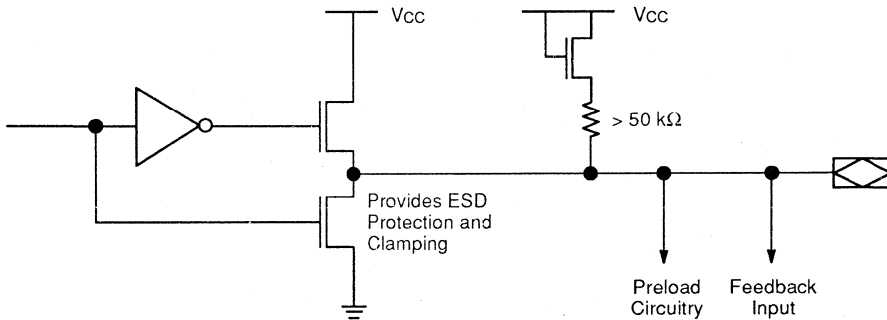 VCC
VCC
> 50 kΩ
Provides ESD
Protection and
Clamping
Preload
Circuitry
Feedback
Input